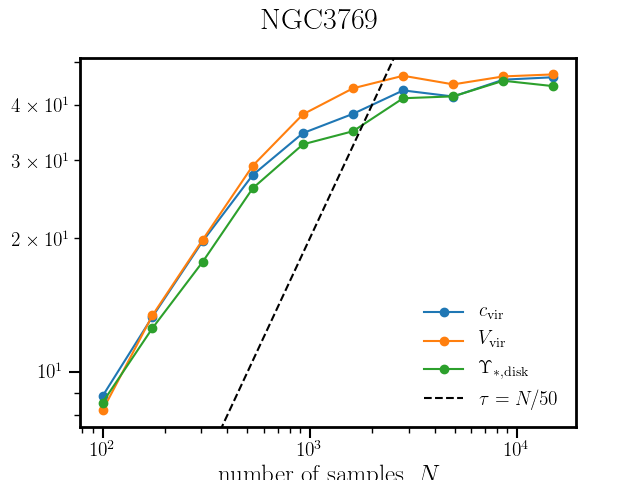 NGC3769
4 × 10¹
3 × 10¹
2 × 10¹
10¹
c_vir
V_vir
Υ_{*,disk}
τ = N/50
10² 10³ 10⁴
number of samples, N